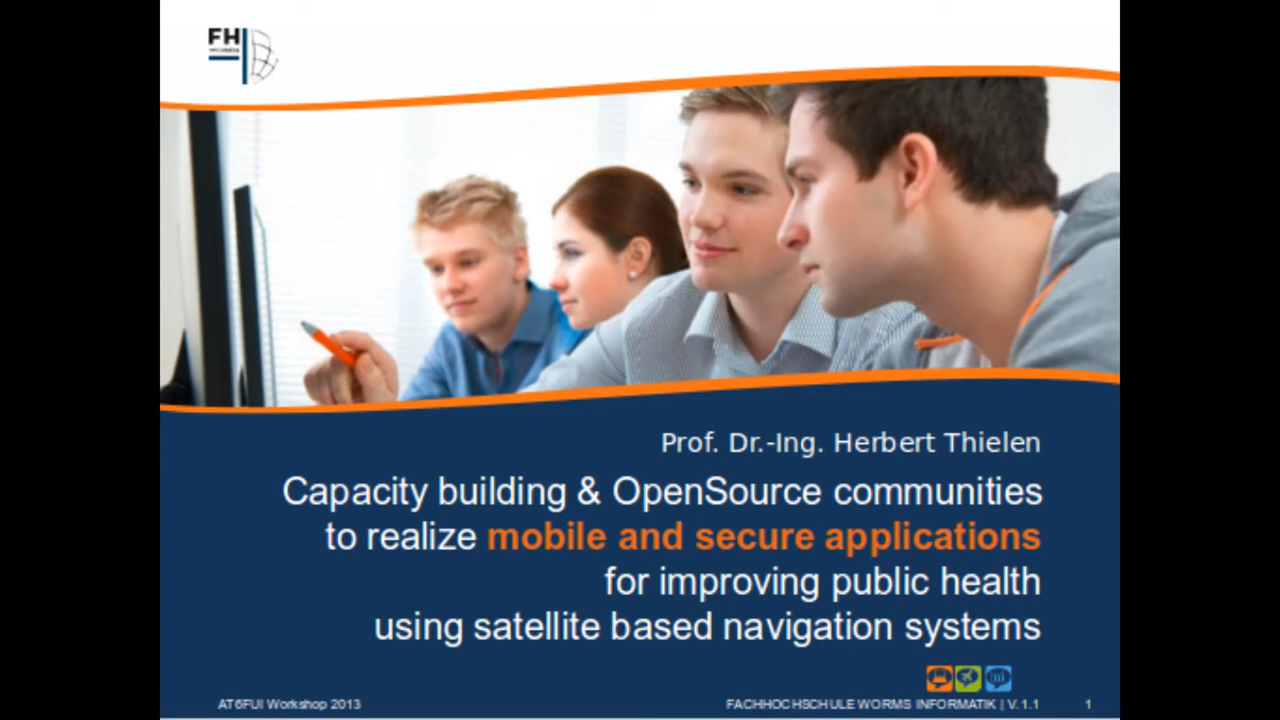 FH
Prof. Dr.-Ing. Herbert Thielen
Capacity building & OpenSource communities
to realize mobile and secure applications
for improving public health
using satellite based navigation systems
AT6FUI Workshop 2013
FACHHOCHSCHULE WORMS INFORMATIK | V.1.1
1